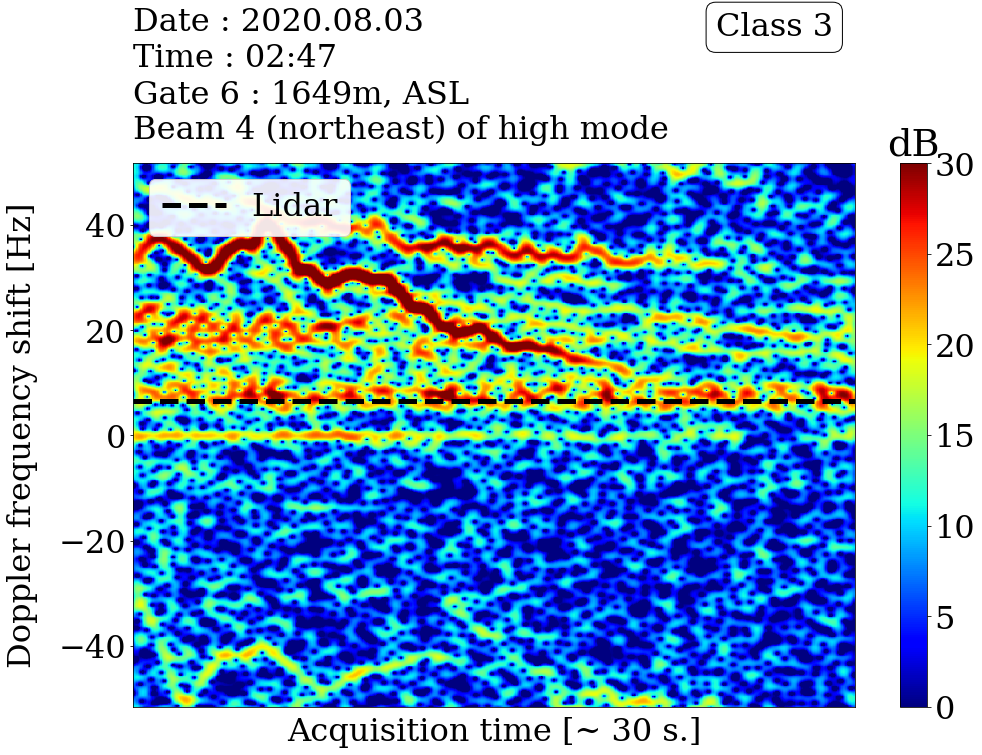 Date : 2020.08.03
Time : 02:47
Gate 6 : 1649m, ASL
Beam 4 (northeast) of high mode
Class 3
dB
Lidar
Doppler frequency shift [Hz]
40
20
0
−20
−40
30
25
20
15
10
5
0
Acquisition time [~ 30 s.]